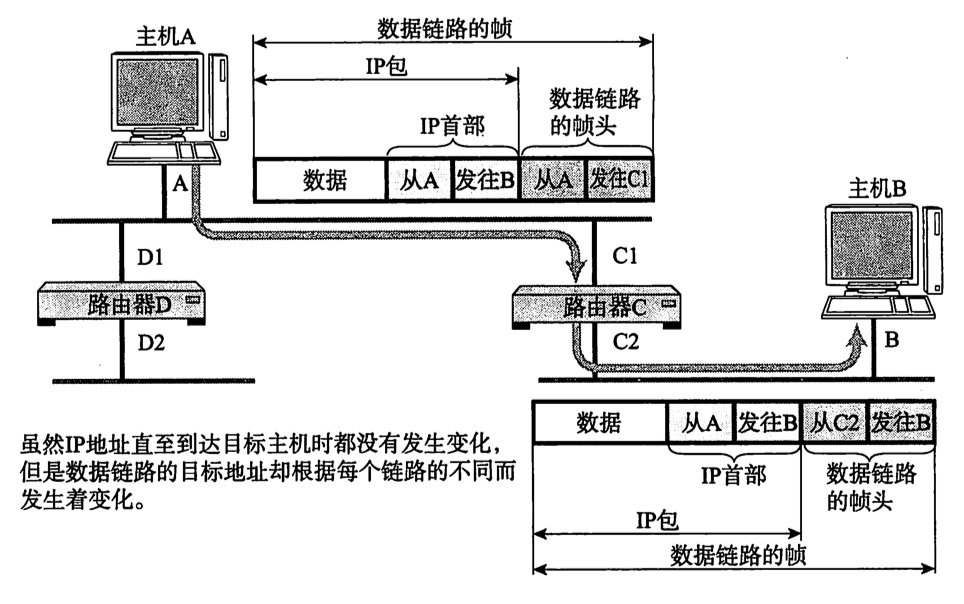 主机A
数据链路的帧
IP包
数据链路
的帧头
IP首部
数据
从A
发往B
从A
发往C1
A
主机B
D1
C1
路由器D
路由器C
D2
C2
B
数据
从A
发往B
从C2
发往B
IP首部
数据链路
的帧头
IP包
数据链路的帧
虽然IP地址直至到达目标主机时都没有发生变化，
但是数据链路的目标地址却根据每个链路的不同而
发生着变化。